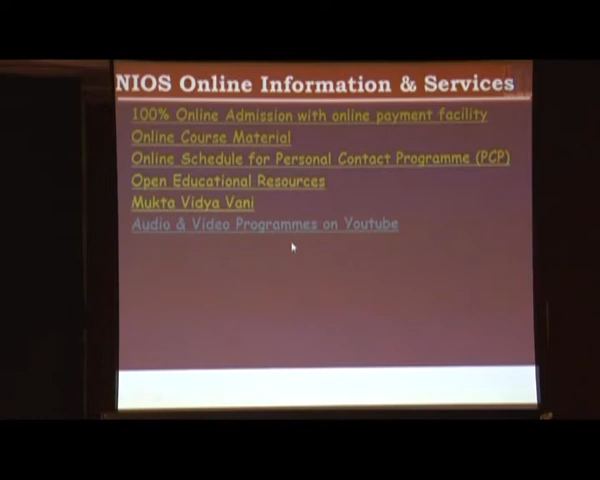 NIOS Online Information & Services
100% Online Admission with online payment facility
Online Course Material
Online Schedule for Personal Contact Programme (PCP)
Open Educational Resources
Mukta Vidya Vani
Audio & Video Programmes on Youtube